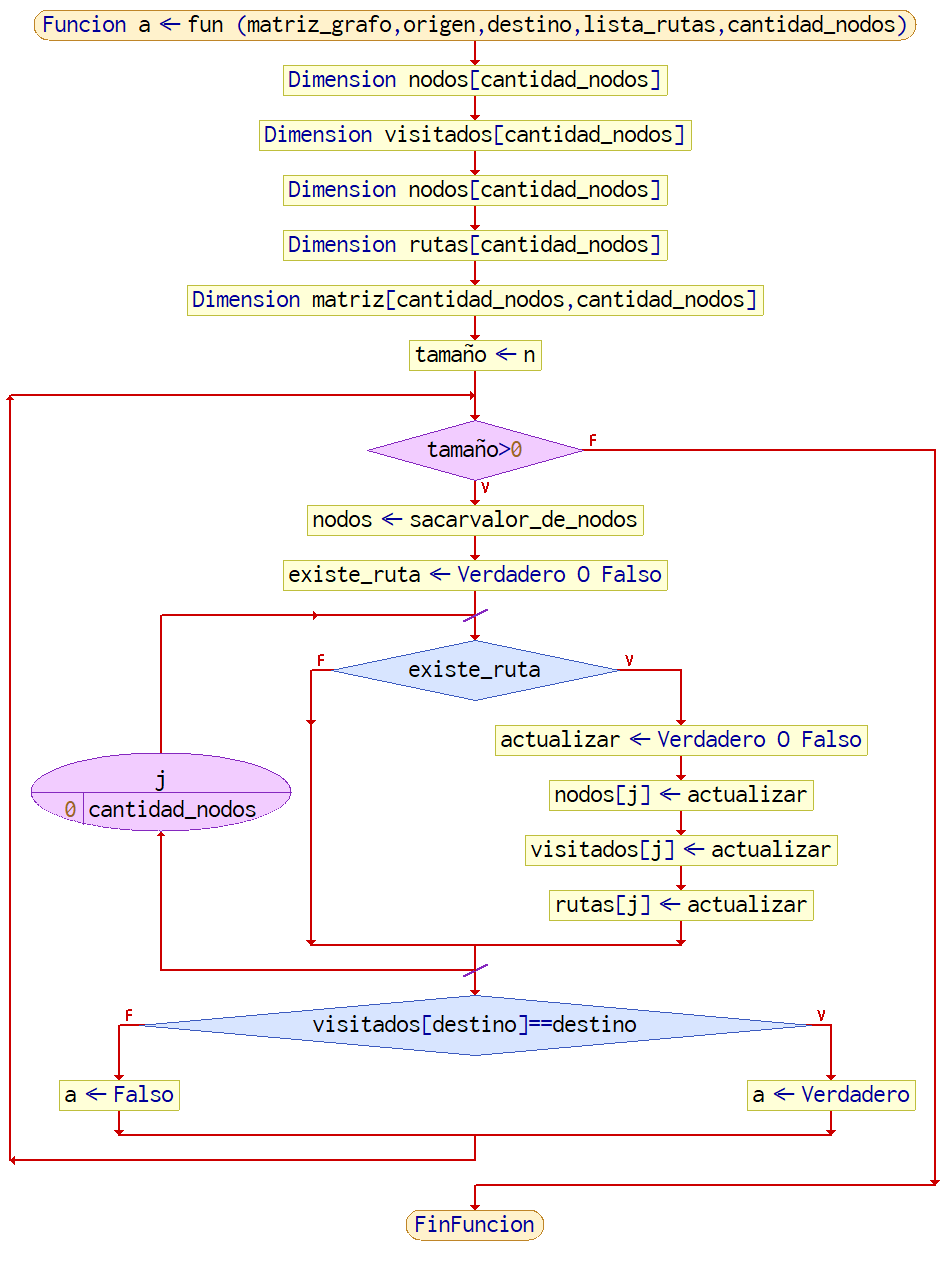 Funcion a ← fun (matriz_grafo,origen,destino,lista_rutas,cantidad_nodos)
Dimension nodos[cantidad_nodos]
Dimension visitados[cantidad_nodos]
Dimension nodos[cantidad_nodos]
Dimension rutas[cantidad_nodos]
Dimension matriz[cantidad_nodos,cantidad_nodos]
tamaño ← n
tamaño>0
F
V
nodos ← sacarvalor_de_nodos
existe_ruta ← Verdadero O Falso
F
existe_ruta
V
actualizar ← Verdadero O Falso
j
0 cantidad_nodos
nodos[j] ← actualizar
visitados[j] ← actualizar
rutas[j] ← actualizar
F
visitados[destino]==destino
V
a ← Falso
a ← Verdadero
FinFuncion